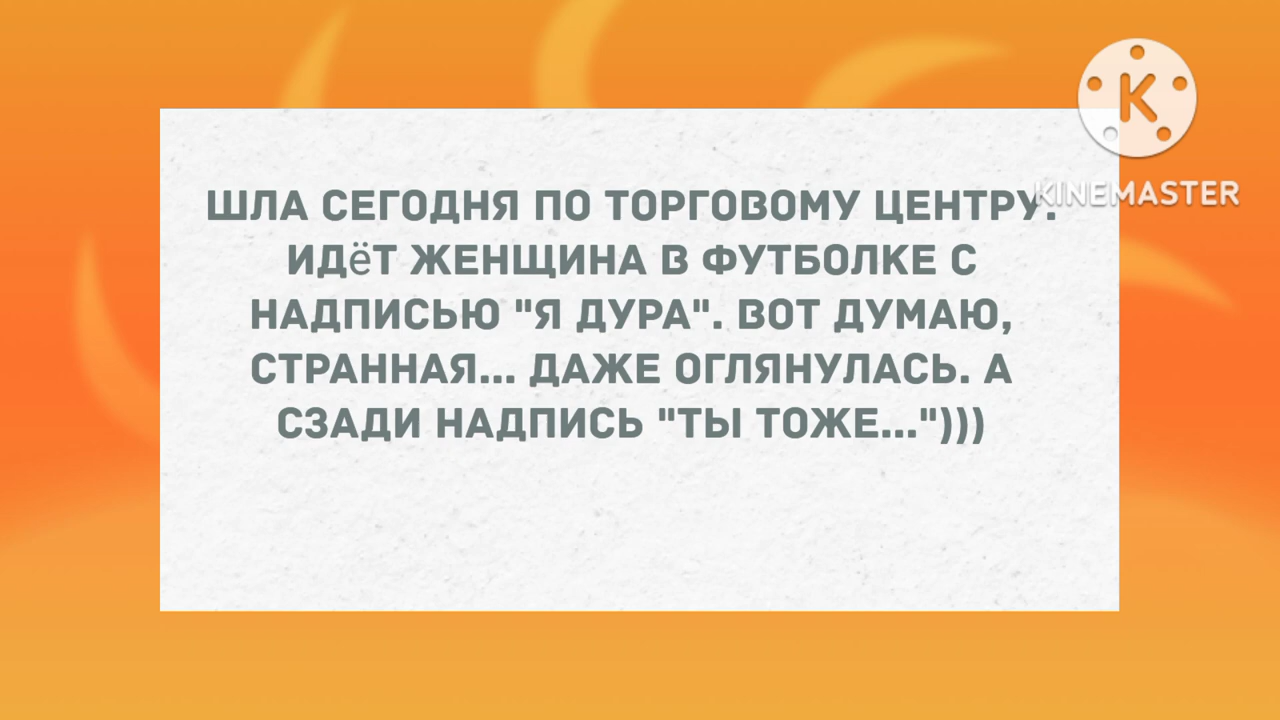 ШЛА СЕГОДНЯ ПО ТОРГОВОМУ ЦЕНТРУ.
ИДёТ ЖЕНЩИНА В ФУТБОЛКЕ С
НАДПИСЬЮ "Я ДУРА". ВОТ ДУМАЮ,
СТРАННАЯ... ДАЖЕ ОГЛЯНУЛАСЬ. А
СЗАДИ НАДПИСЬ "ТЫ ТОЖЕ...")))
K
KINEMASTER